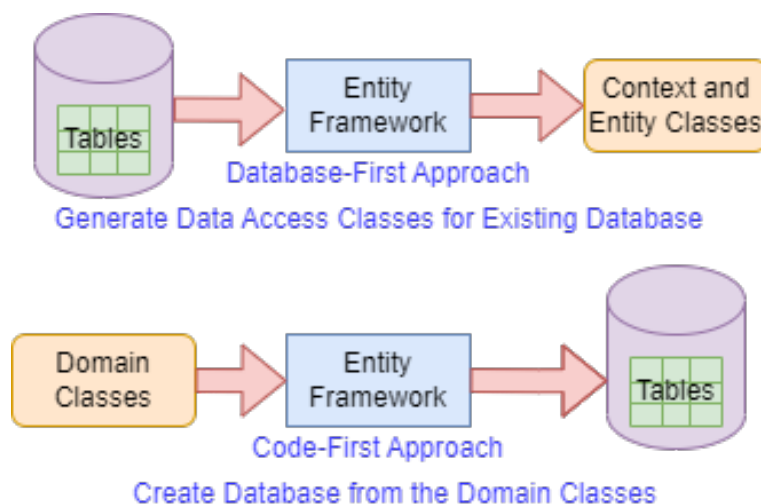 Tables
Entity
Framework
Context and
Entity Classes
Database-First Approach
Generate Data Access Classes for Existing Database
Domain
Classes
Entity
Framework
Tables
Code-First Approach
Create Database from the Domain Classes